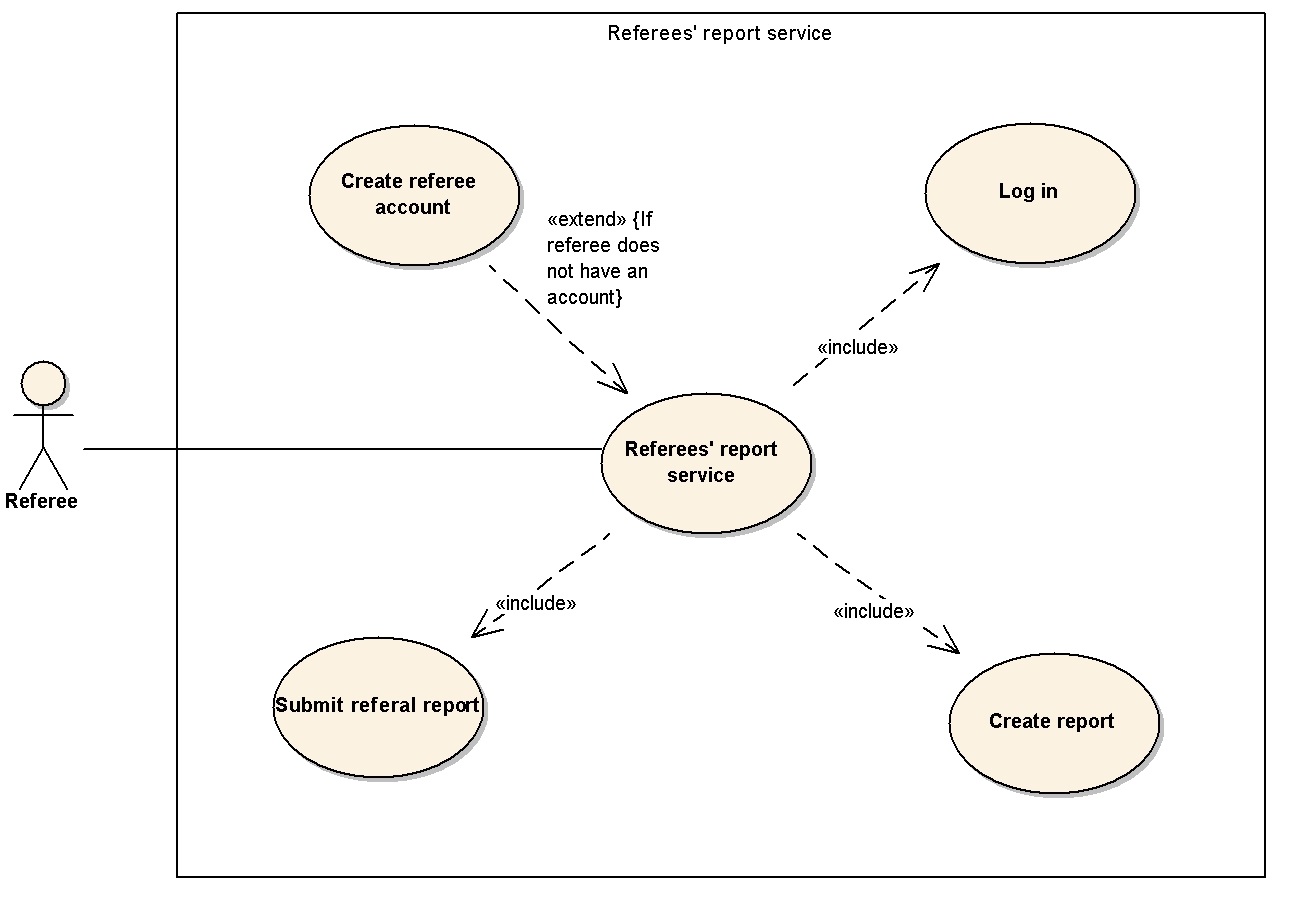 Referees' report service
Create referee
account
Log in
«extend» {If
referee does
not have an
account}
«include»
Referee
Referees' report
service
«include»
«include»
Submit referal report
Create report